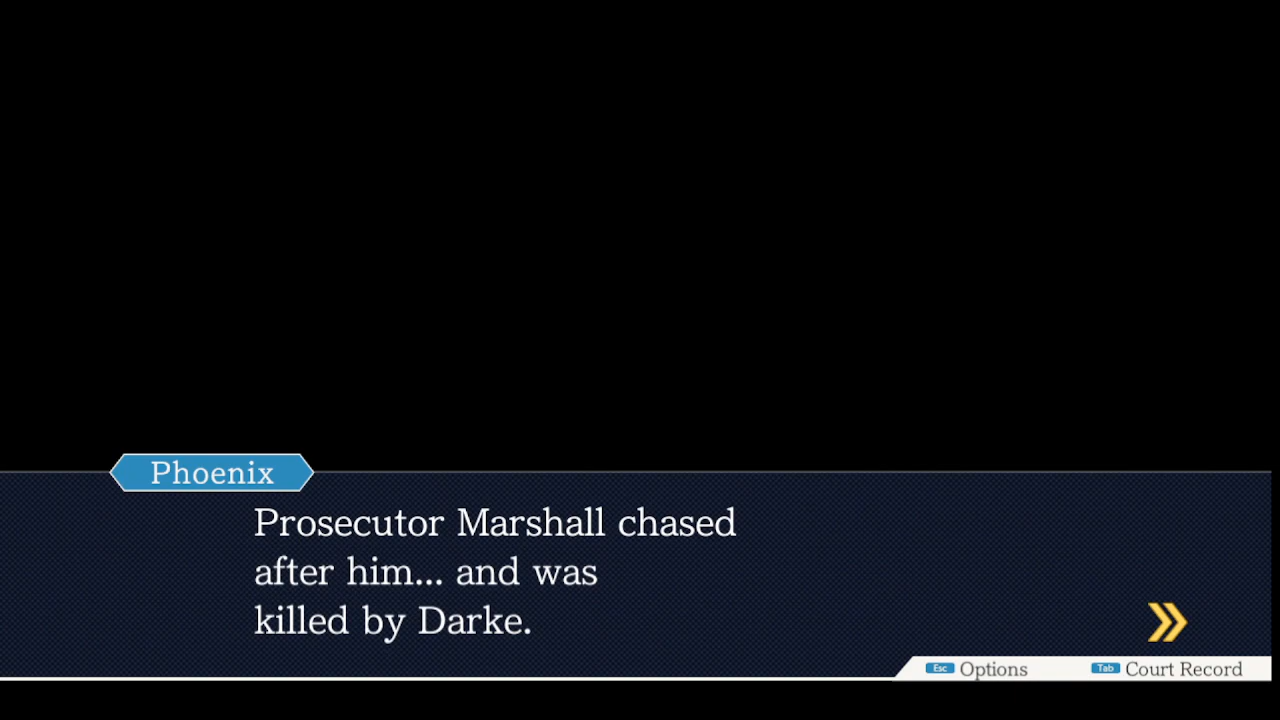 Phoenix
Prosecutor Marshall chased
after him... and was
killed by Darke.
Esc Options Tab Court Record